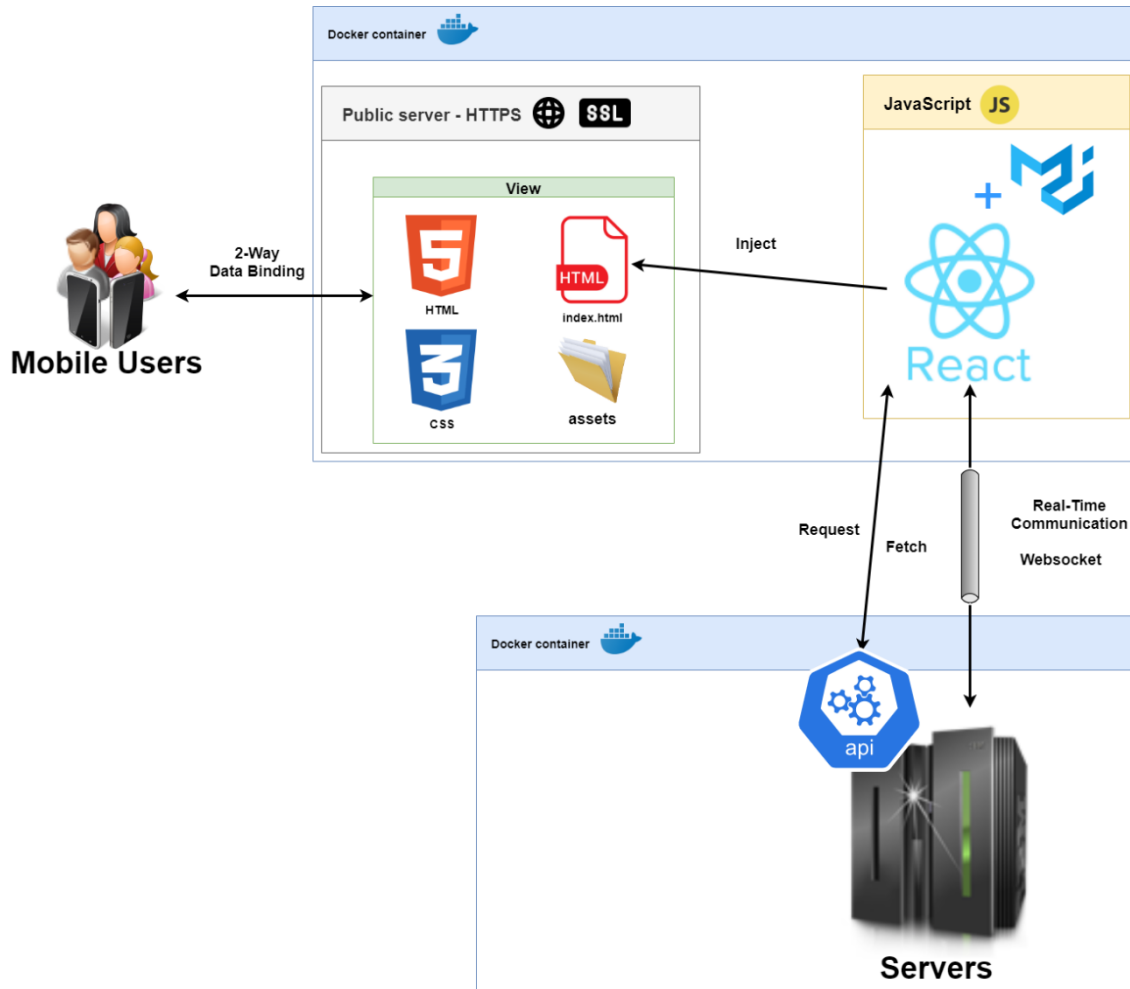 Docker container
Public server - HTTPS
SSL
JavaScript
JS
View
HTML
index.html
HTML
CSS
assets
2-Way
Data Binding
Mobile Users
Inject
React
Request
Fetch
Real-Time
Communication
Websocket
Docker container
api
Servers